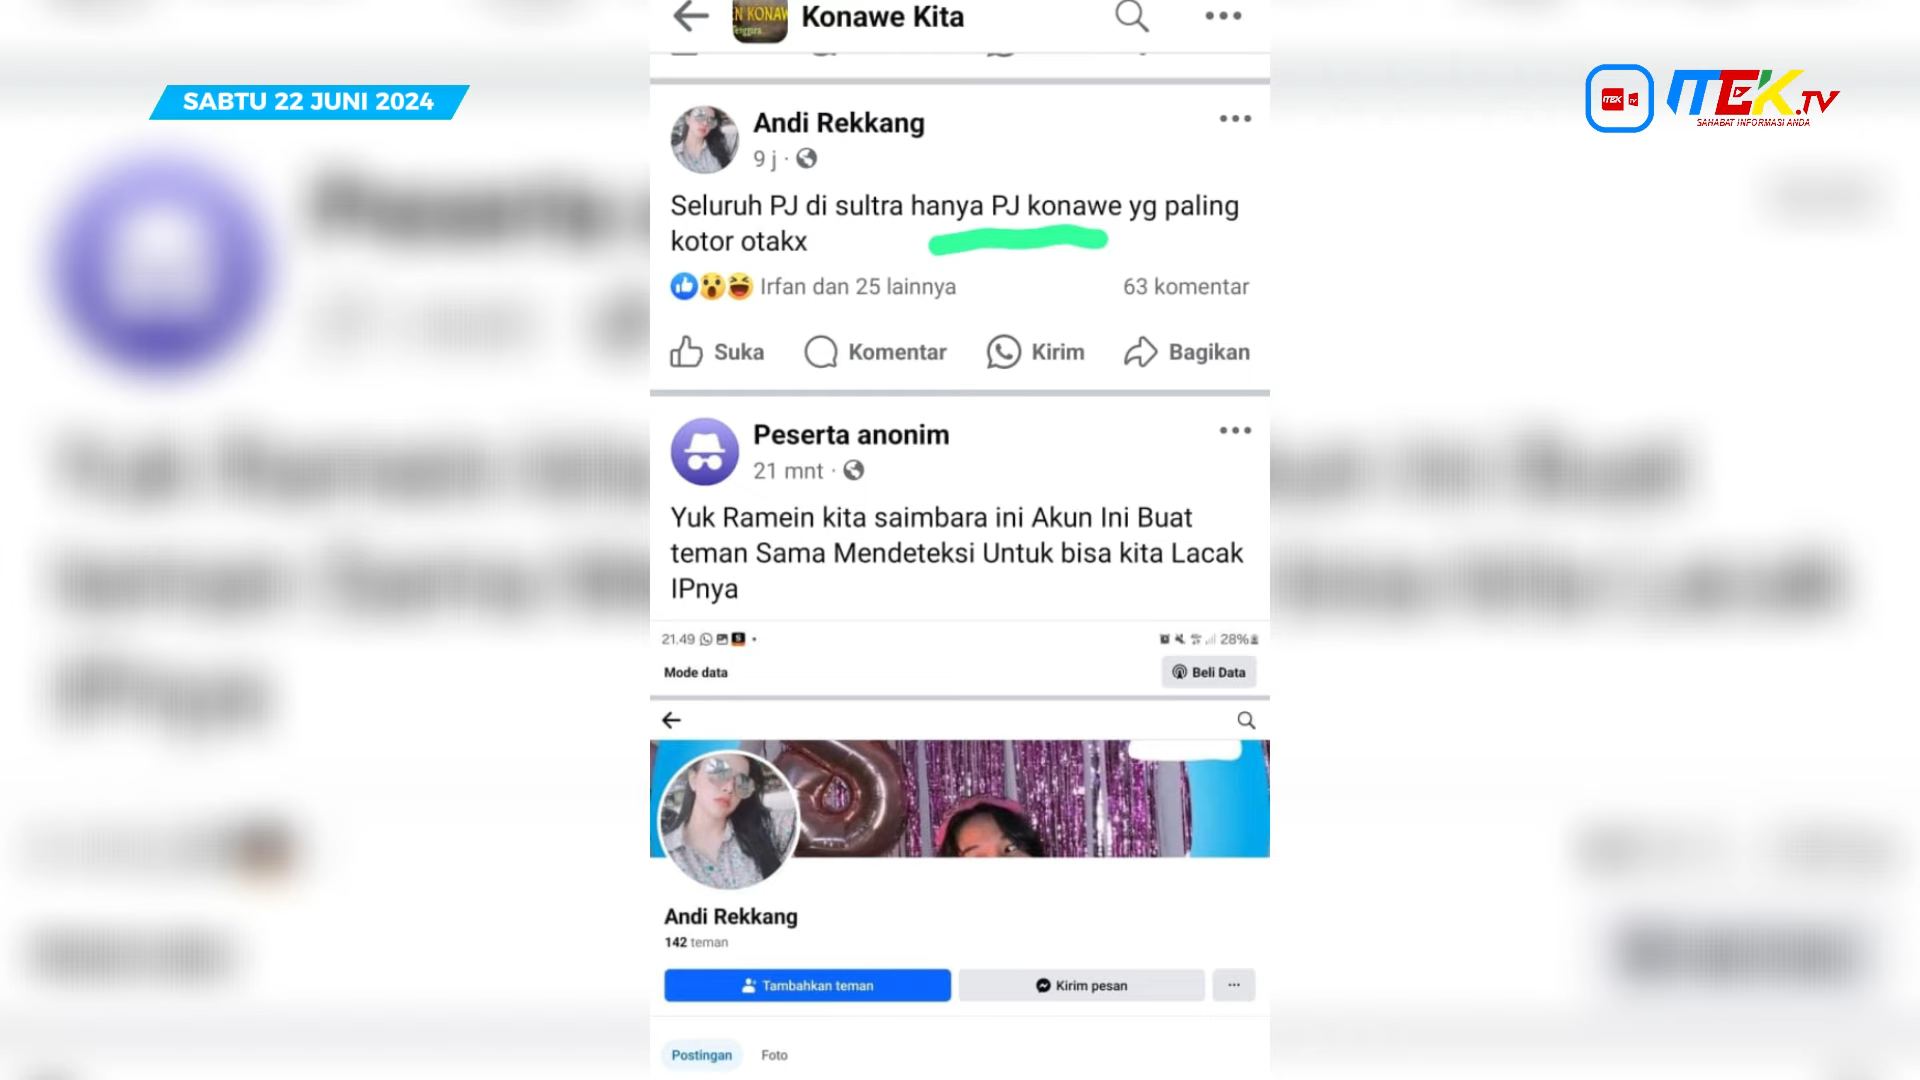 Konawe Kita
SABTU 22 JUNI 2024
ITEK.TV
SAHABAT INFORMASI ANDA
Andi Rekkang
9 j ·
Seluruh PJ di sultra hanya PJ konawe yg paling
kotor otakx
Irfan dan 25 lainnya
63 komentar
Suka
Komentar
Kirim
Bagikan
Peserta anonim
21 mnt ·
Yuk Ramein kita saimbara ini Akun Ini Buat
teman Sama Mendeteksi Untuk bisa kita Lacak
IPnya
21.49
28%
Mode data
Beli Data
Andi Rekkang
142 teman
Tambahkan teman
Kirim pesan
Postingan
Foto